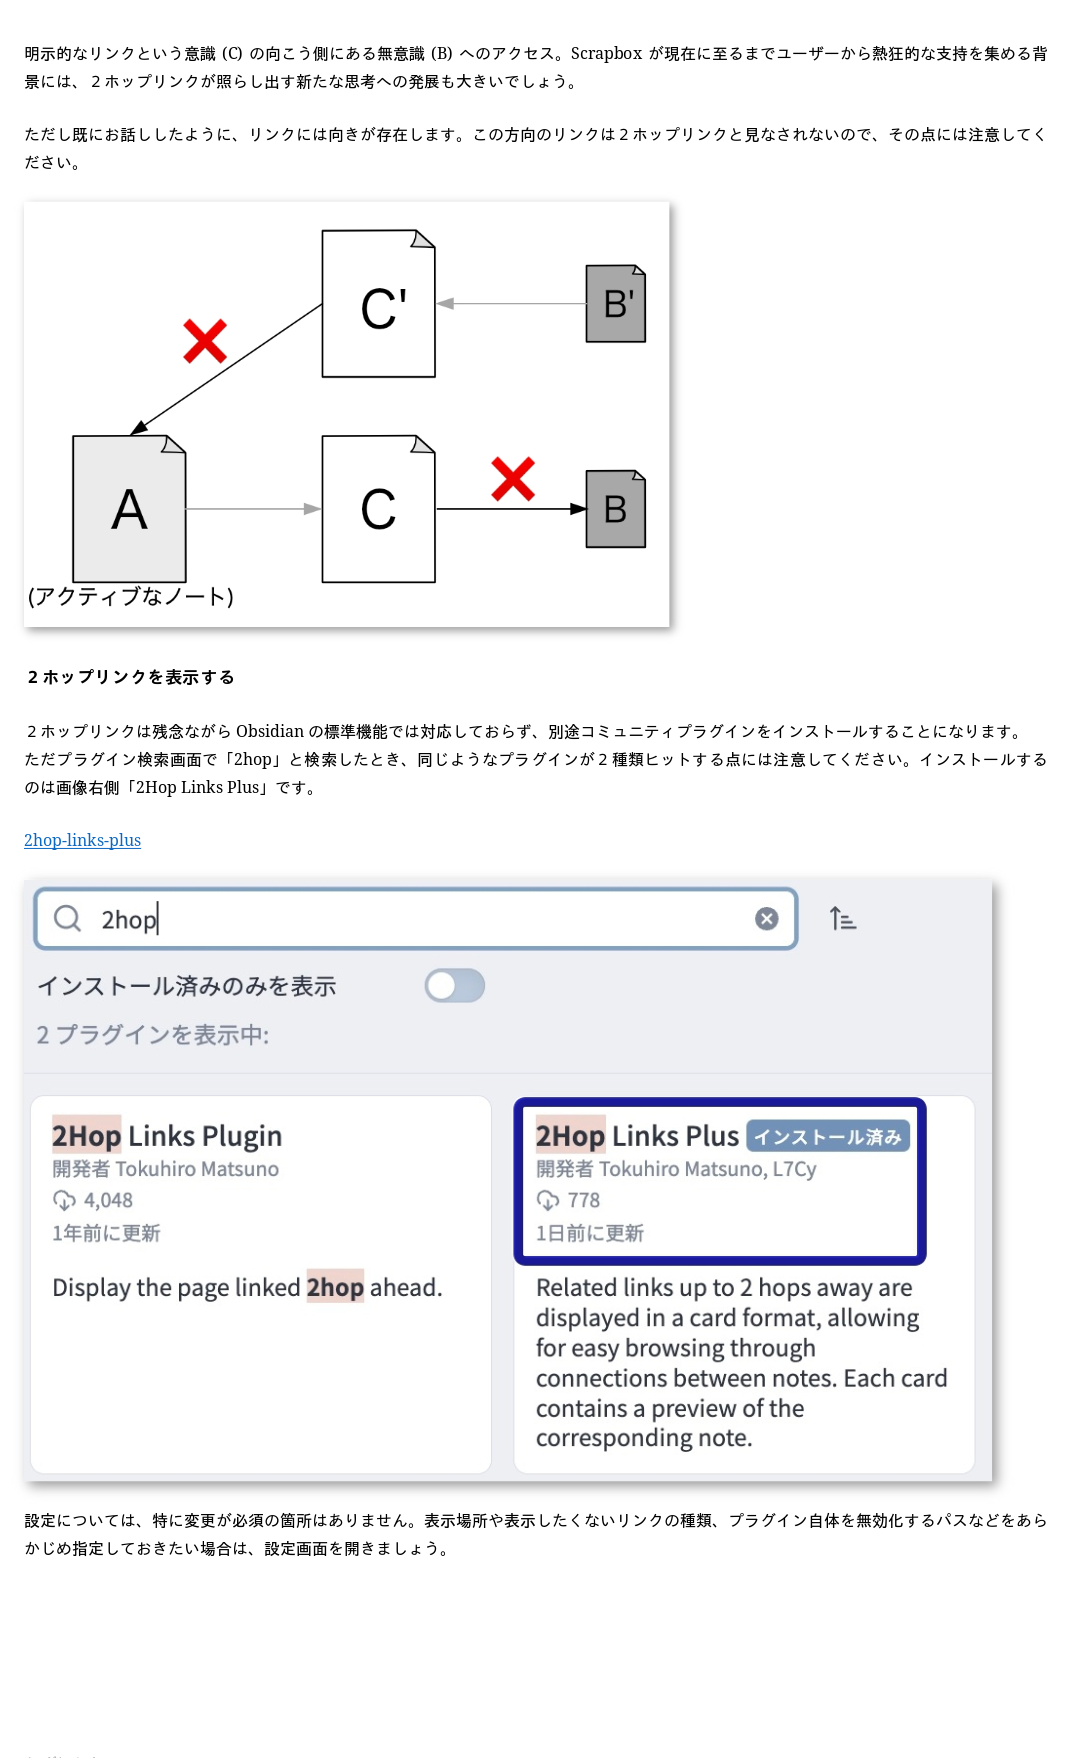 明示的なリンクという意識 (C) の向こう側にある無意識 (B) へのアクセス。Scrapbox が現在に至るまでユーザーから熱狂的な支持を集める背
景には、２ホップリンクが照らし出す新たな思考への発展も大きいでしょう。
ただし既にお話ししたように、リンクには向きが存在します。この方向のリンクは２ホップリンクと見なされないので、その点には注意してく
ださい。
C'
B'
A
C
B
(アクティブなノート)
２ホップリンクを表示する
２ホップリンクは残念ながら Obsidian の標準機能では対応しておらず、別途コミュニティプラグインをインストールすることになります。
ただプラグイン検索画面で「2hop」と検索したとき、同じようなプラグインが２種類ヒットする点には注意してください。インストールする
のは画像右側「2Hop Links Plus」です。
2hop-links-plus
2hop
インストール済みのみを表示
2 プラグインを表示中:
2Hop Links Plugin
開発者 Tokuhiro Matsuno
4,048
1年前に更新
Display the page linked 2hop ahead.
2Hop Links Plus インストール済み
開発者 Tokuhiro Matsuno, L7Cy
778
1日前に更新
Related links up to 2 hops away are
displayed in a card format, allowing
for easy browsing through
connections between notes. Each card
contains a preview of the
corresponding note.
設定については、特に変更が必須の箇所はありません。表示場所や表示したくないリンクの種類、プラグイン自体を無効化するパスなどをあら
かじめ指定しておきたい場合は、設定画面を開きましょう。